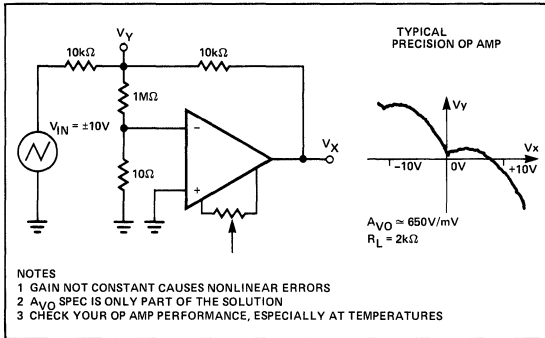 TYPICAL
PRECISION OP AMP
10kΩ
VY
10kΩ
1MΩ
VIN = ±10V
−
VX
10Ω
+
Vy
Vx
−10V
0V
+10V
AVO ≃ 650V/mV
RL = 2kΩ
NOTES
1 GAIN NOT CONSTANT CAUSES NONLINEAR ERRORS
2 AVO SPEC IS ONLY PART OF THE SOLUTION
3 CHECK YOUR OP AMP PERFORMANCE, ESPECIALLY AT TEMPERATURES